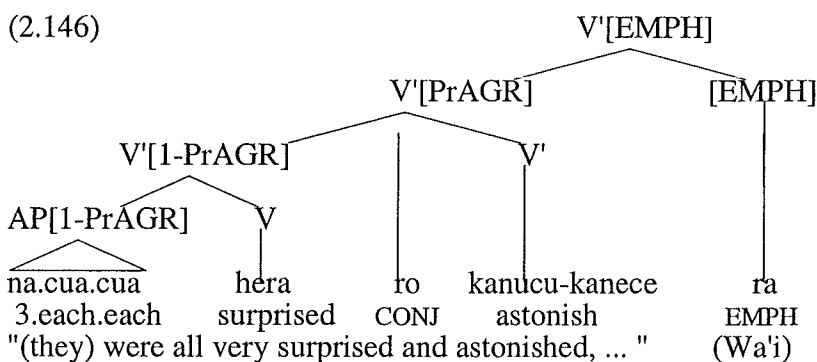 (2.146) V'[EMPH]
V'[PrAGR] [EMPH]
V'[1-PrAGR] V'
AP[1-PrAGR] V
na.cua.cua hera ro kanucu-kanece ra
3.each.each surprised CONJ astonish EMPH
"(they) were all very surprised and astonished, ... " (Wa'i)